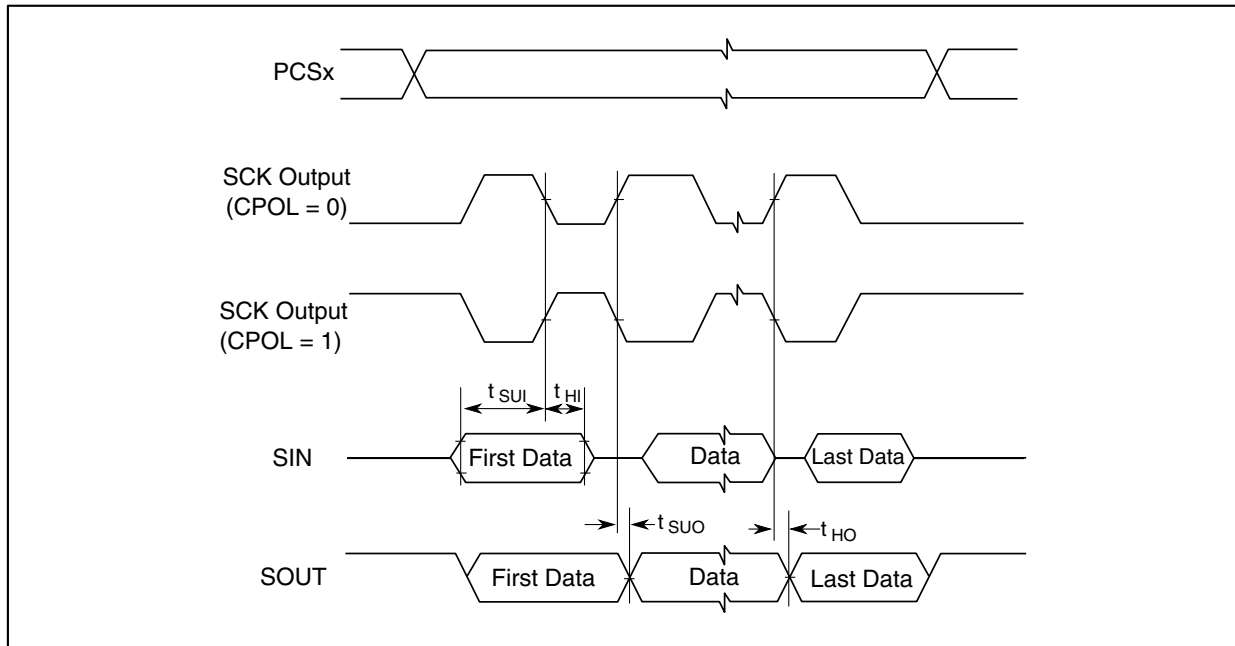 PCSx
SCK Output
(CPOL = 0)
SCK Output
(CPOL = 1)
t SUI
t HI
SIN
First Data
Data
Last Data
t SUO
t HO
SOUT
First Data
Data
Last Data